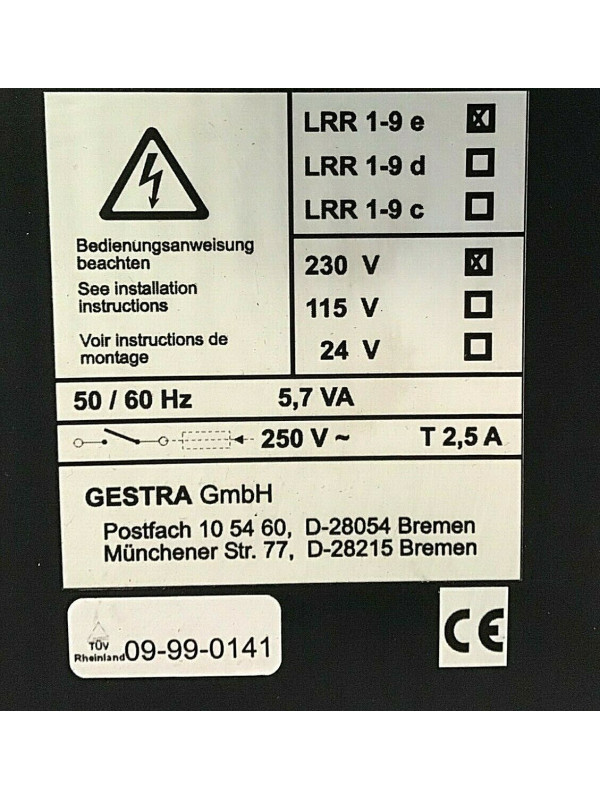 Bedienungsanweisung
beachten
See installation
instructions
Voir instructions de
montage
LRR 1-9 e
LRR 1-9 d
LRR 1-9 c
230 V
115 V
24 V
50 / 60 Hz 5,7 VA
250 V ~ T 2,5 A
GESTRA GmbH
Postfach 10 54 60, D-28054 Bremen
Münchener Str. 77, D-28215 Bremen
TÜV
Rheinland 09-99-0141
CE